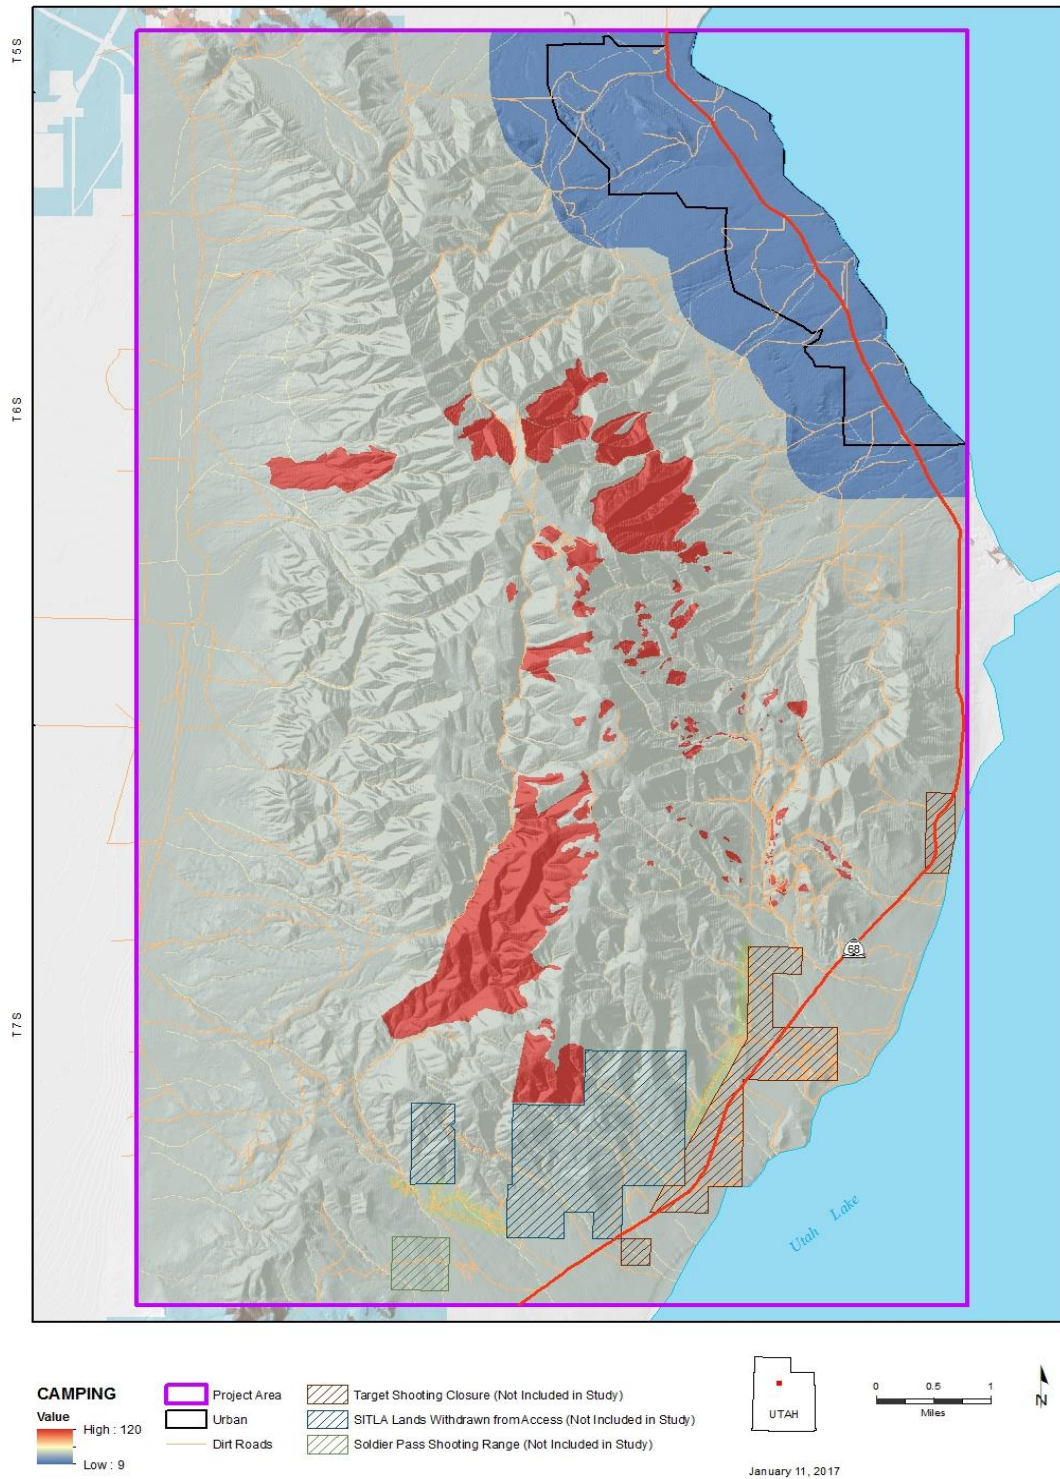 T5S
T6S
T7S
68
Utah Lake
CAMPING
Value
High : 120
Low : 9
Project Area
Urban
Dirt Roads
Target Shooting Closure (Not Included in Study)
SITLA Lands Withdrawn from Access (Not Included in Study)
Soldier Pass Shooting Range (Not Included in Study)
UTAH
0 0.5 1
Miles
N
January 11, 2017